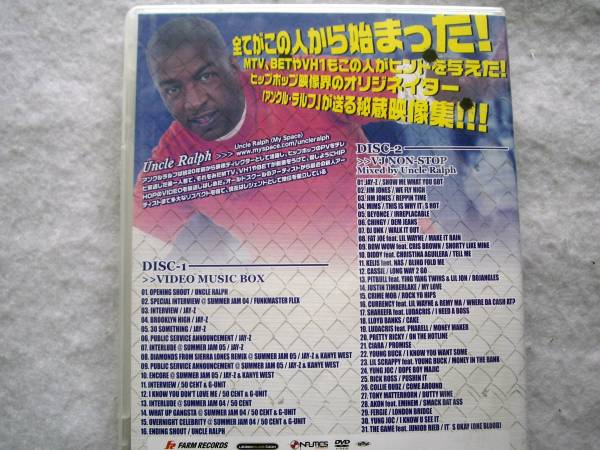 全てがこの人から始まった!
MTV、BETやVH1もこの人がヒントを与えた!
ヒップホップ映像界のオリジネイター
「アンクル・ラルフ」が送る秘蔵映像集!!!
Uncle Ralph >>> Uncle Ralph (My Space)
www.myspace.com/uncleralph
DISC-1
>>VIDEO MUSIC BOX
01. OPENING SHOUT / UNCLE RALPH
02. SPECIAL INTERVIEW @ SUMMER JAM 04 / FUNKMASTER FLEX
03. INTERVIEW / JAY-Z
04. BROOKLYN HIGH / JAY-Z
05. 30 SOMETHING / JAY-Z
06. PUBLIC SERVICE ANNOUNCEMENT / JAY-Z
07. INTERLUDE @ SUMMER JAM 05 / JAY-Z
08. DIAMONDS FROM SIERRA LONES REMIX @ SUMMER JAM 05 / JAY-Z & KANYE WEST
09. PUBLIC SERVICE ANNOUNCEMENT @ SUMMER JAM 05 / JAY-Z & KANYE WEST
10. ENCORE @ SUMMER JAM 05 / JAY-Z & KANYE WEST
11. INTERVIEW / 50 CENT & G-UNIT
12. I KNOW YOU DON'T LOVE ME / 50 CENT & G-UNIT
13. INTERLUDE @ SUMMER JAM 04 / 50 CENT
14. WHAT UP GANGSTA @ SUMMER JAM 04 / 50 CENT & G-UNIT
15. OVERNIGHT CELEBRITY @ SUMMER JAM 04 / 50 CENT & G-UNIT
16. ENDING SHOUT / UNCLE RALPH
DISC-2
>>VJ NON-STOP
Mixed by Uncle Ralph
01. JAY-Z / SHOW ME WHAT YOU GOT
02. JIM JONES / WE FLY HIGH
03. JIM JONES / REPPIN TIME
04. MIMS / THIS IS WHY IT'S HOT
05. BEYONCE / IRREPLACABLE
06. CHINGY / DEM JEANS
07. DJ UNK / WALK IT OUT
08. FAT JOE feat. LIL WAYNE / MAKE IT RAIN
09. BOW WOW feat. CRIS BROWN / SHORTY LIKE MINE
10. DIDDY feat. CHRISTINA AGUILERA / TELL ME
11. KELIS feat. NAS / BLIND FOLD ME
12. CASSIE / LONG WAY 2 GO
13. PITBULL feat. YING YANG TWINS & LIL JON / BOJANGLES
14. JUSTIN TIMBERLAKE / MY LOVE
15. CRIME MOB / ROCK YO HIPS
16. CURRENCY feat. LIL WAYNE & REMY MA / WHERE DA CASH AT?
17. SHAREEFA feat. LUDACRIS / I NEED A BOSS
18. LLOYD BANKS / CAKE
19. LUDACRIS feat. PHARELL / MONEY MAKER
20. PRETTY RICKY / ON THE HOTLINE
21. CIARA / PROMISE
22. YOUNG BUCK / I KNOW YOU WANT SOME
23. LIL SCRAPPY feat. YOUNG BUCK / MONEY IN THE BANK
24. YUNG JOC / DOPE BOY MAJIC
25. RICK ROSS / PUSHIN IT
26. COLLIE BUDZ / COME AROUND
27. TONY MATTERHORN / DUTTY WINE
28. AKON feat. EMINEM / SMACK DAT ASS
29. FERGIE / LONDON BRIDGE
30. YUNG JOC / I KNOW U SEE IT
31. THE GAME feat. JUNIOR RIED / IT'S OKAY (ONE BLOOD)
FARM RECORDS
DVD